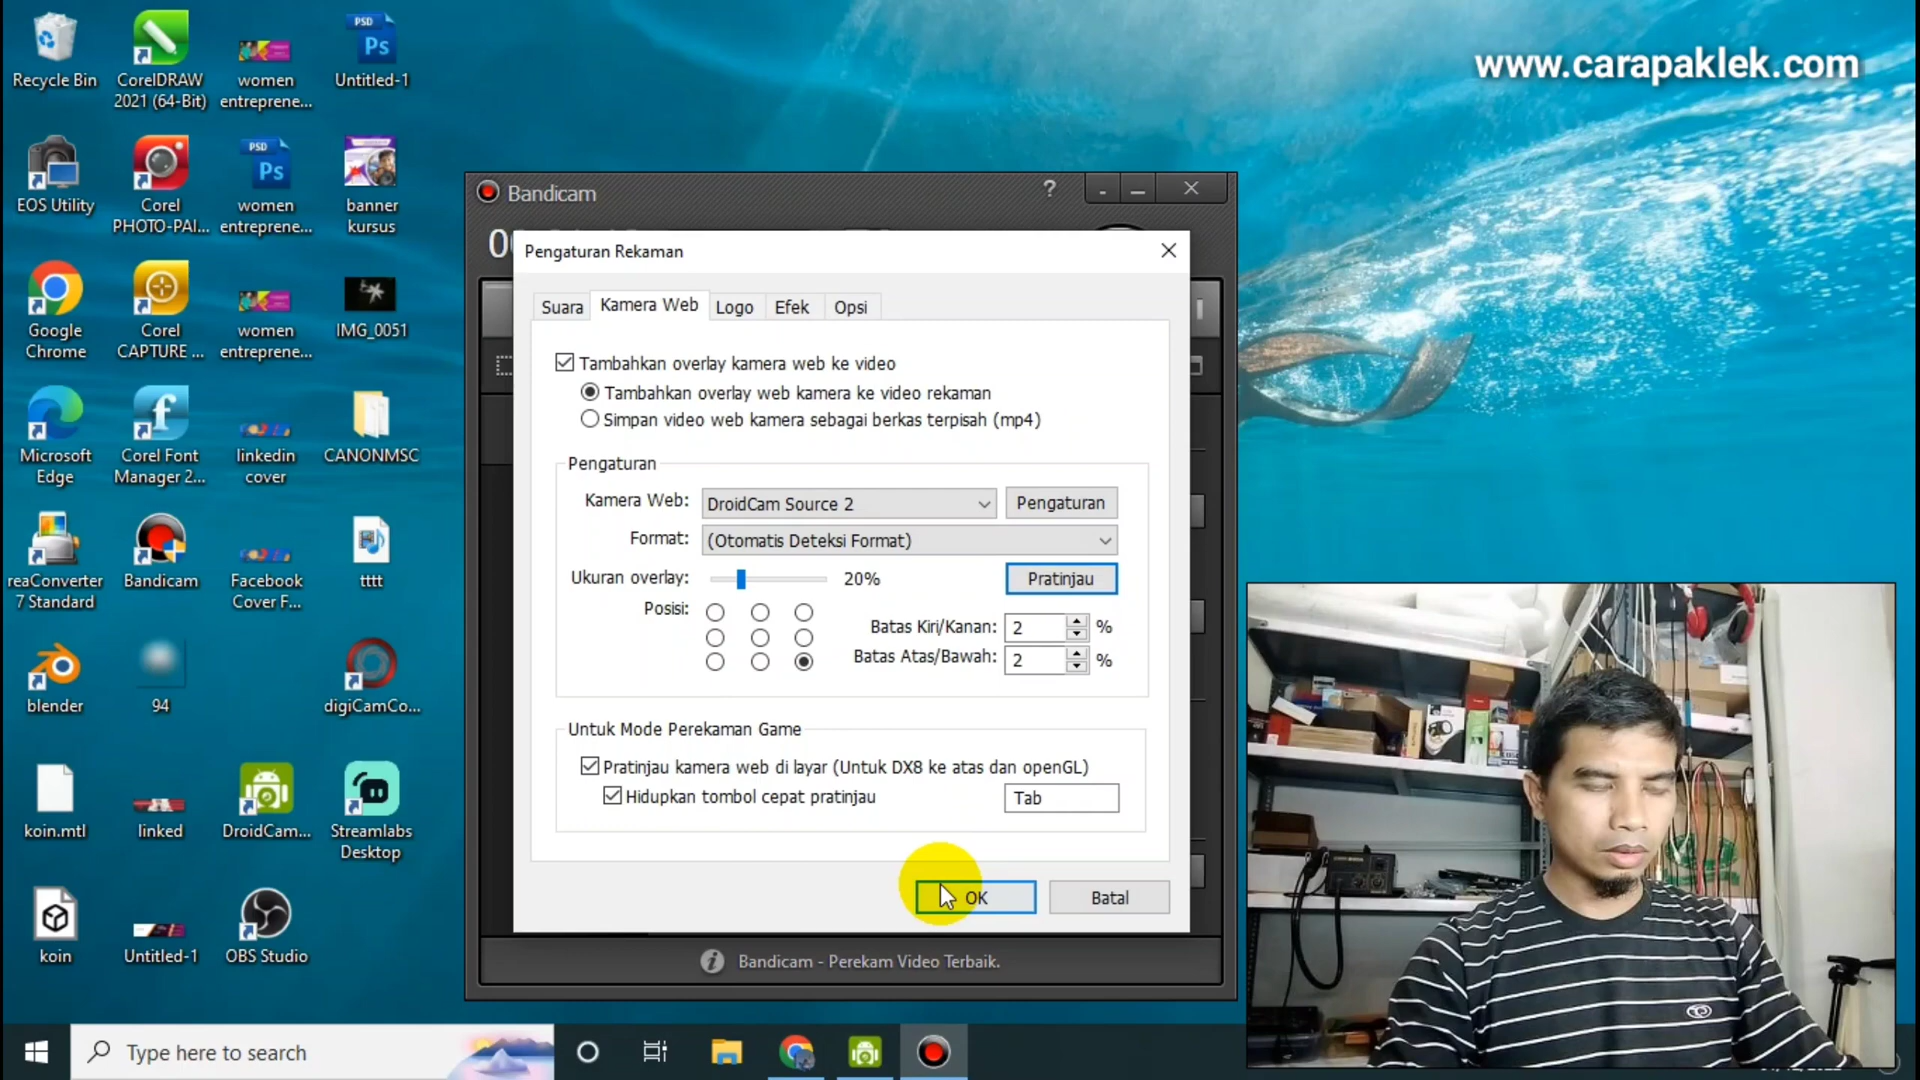 www.carapaklek.com
Recycle Bin
CorelDRAW
2021 (64-Bit)
women
entreprene...
PSD
Ps
Untitled-1
EOS Utility
Corel
PHOTO-PAI...
PSD
Ps
women
entreprene...
banner
kursus
Google
Chrome
Corel
CAPTURE ...
women
entreprene...
IMG_0051
Microsoft
Edge
Corel Font
Manager 2...
linkedin
cover
CANONMSC
reaConverter
7 Standard
Bandicam
Facebook
Cover F...
tttt
blender
94
digiCamCo...
koin.mtl
linked
DroidCam...
Streamlabs
Desktop
koin
Untitled-1
OBS Studio
Bandicam
?
Pengaturan Rekaman
Suara
Kamera Web
Logo
Efek
Opsi
Tambahkan overlay kamera web ke video
Tambahkan overlay web kamera ke video rekaman
Simpan video web kamera sebagai berkas terpisah (mp4)
Pengaturan
Kamera Web: DroidCam Source 2 Pengaturan
Format: (Otomatis Deteksi Format)
Ukuran overlay: 20% Pratinjau
Posisi:
Batas Kiri/Kanan: 2 %
Batas Atas/Bawah: 2 %
Untuk Mode Perekaman Game
Pratinjau kamera web di layar (Untuk DX8 ke atas dan openGL)
Hidupkan tombol cepat pratinjau Tab
OK Batal
Bandicam - Perekam Video Terbaik.
Type here to search